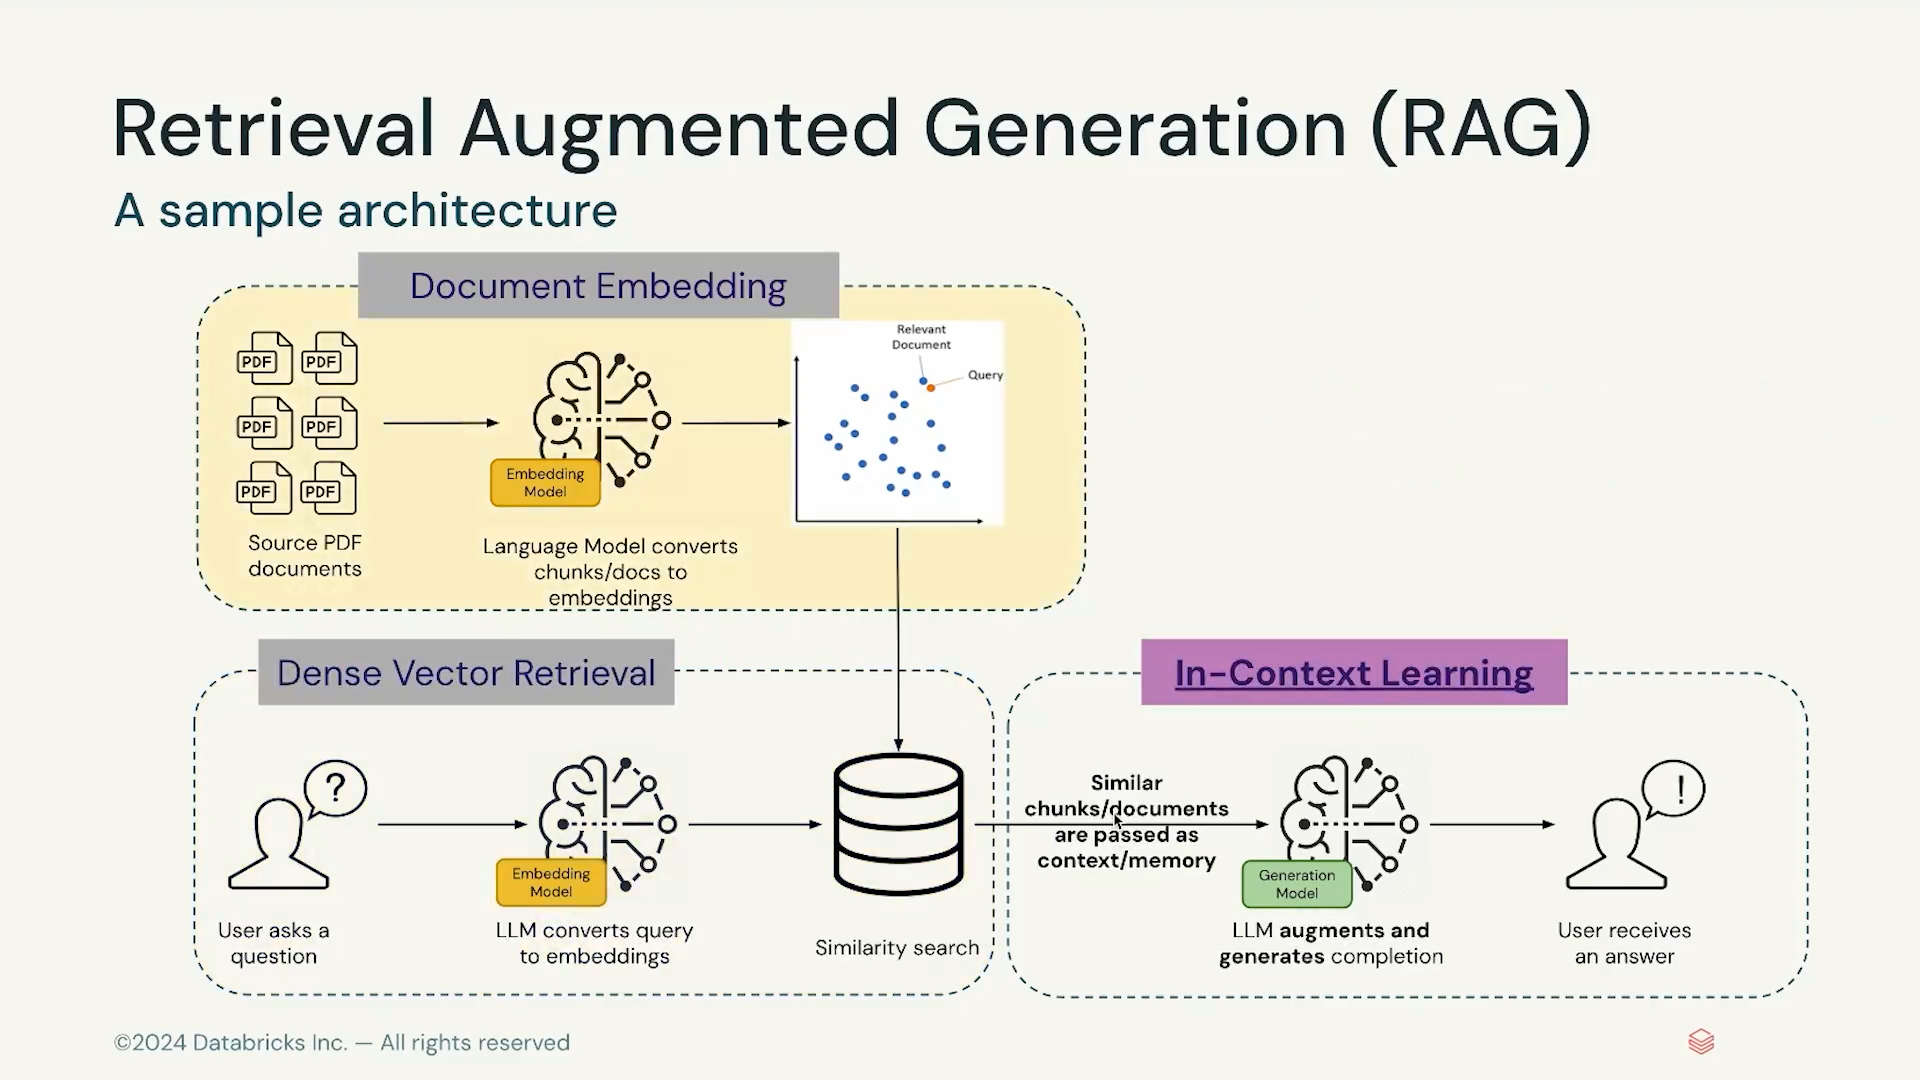 Retrieval Augmented Generation (RAG)
A sample architecture
Document Embedding
PDF PDF
PDF PDF
PDF PDF
Source PDF
documents
Embedding
Model
Language Model converts
chunks/docs to
embeddings
Relevant
Document
Query
Dense Vector Retrieval
?
User asks a
question
Embedding
Model
LLM converts query
to embeddings
Similarity search
In-Context Learning
Similar
chunks/documents
are passed as
context/memory
Generation
Model
LLM augments and
generates completion
!
User receives
an answer
©2024 Databricks Inc. — All rights reserved